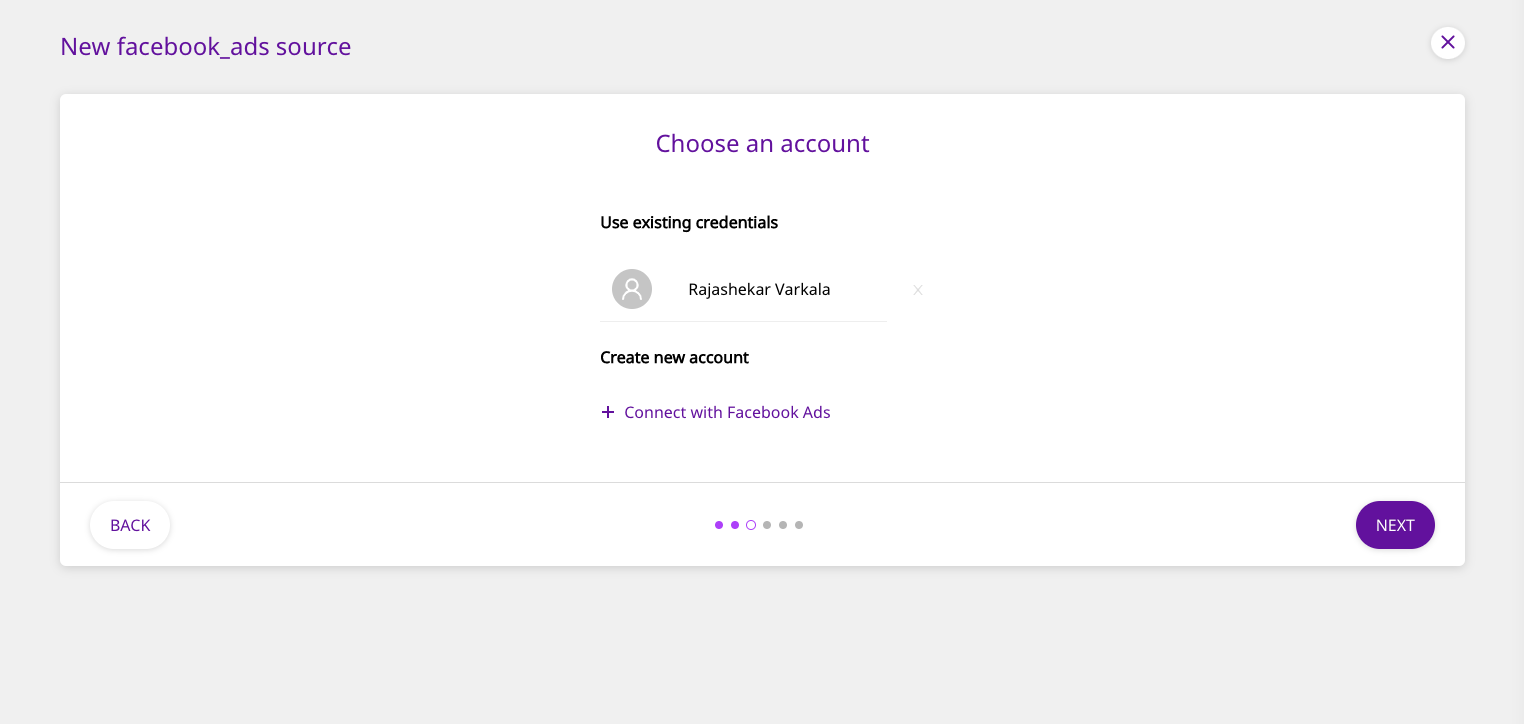 New facebook_ads source
Choose an account
Use existing credentials
Rajashekar Varkala
Create new account
Connect with Facebook Ads
BACK
NEXT